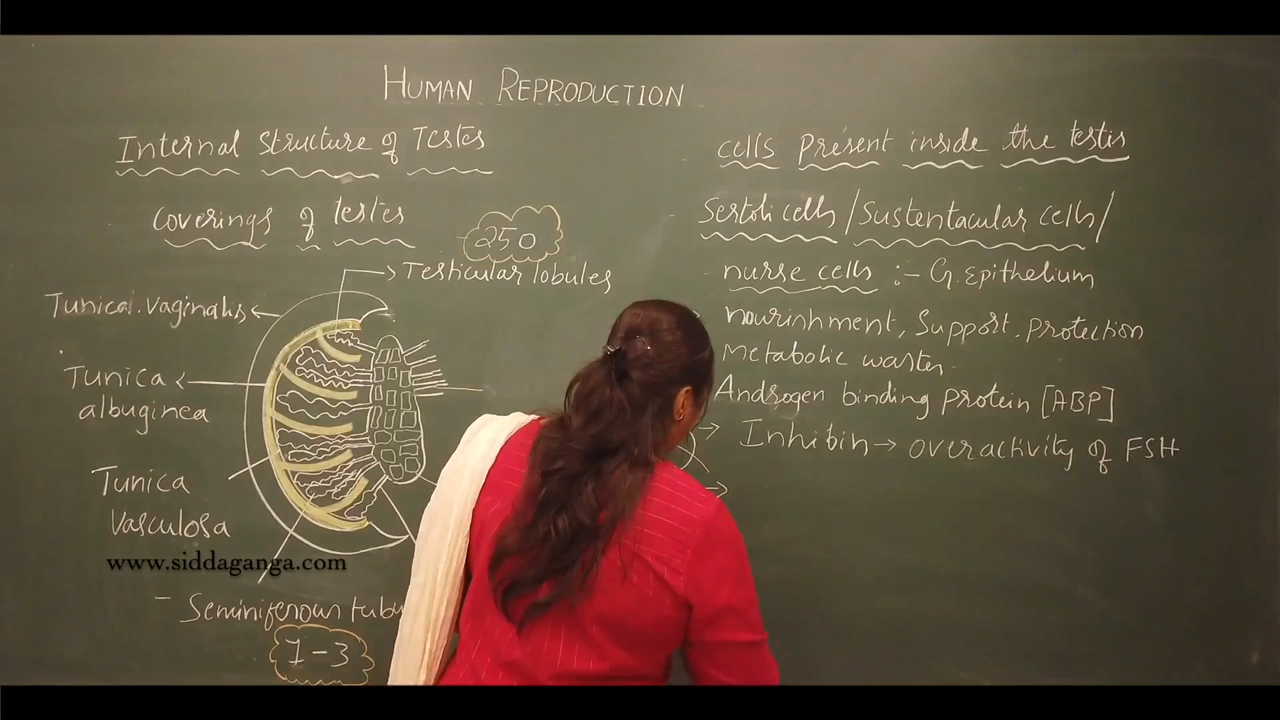 HUMAN REPRODUCTION
Internal structure of Testes
coverings of testes
250
Testicular lobules
Tunica.vaginalis
Tunica
albuginea
Tunica
Vasculosa
www.siddaganga.com
- Seminiferous tubu
1-3
cells Present inside the testis
Sertoli cells/Sustentacular cells/
nurse cells :- G.Epithelium
nourishment, Support, Protection
Metabolic wastes.
Androgen binding protein [ABP]
→ Inhibin → overactivity of FSH